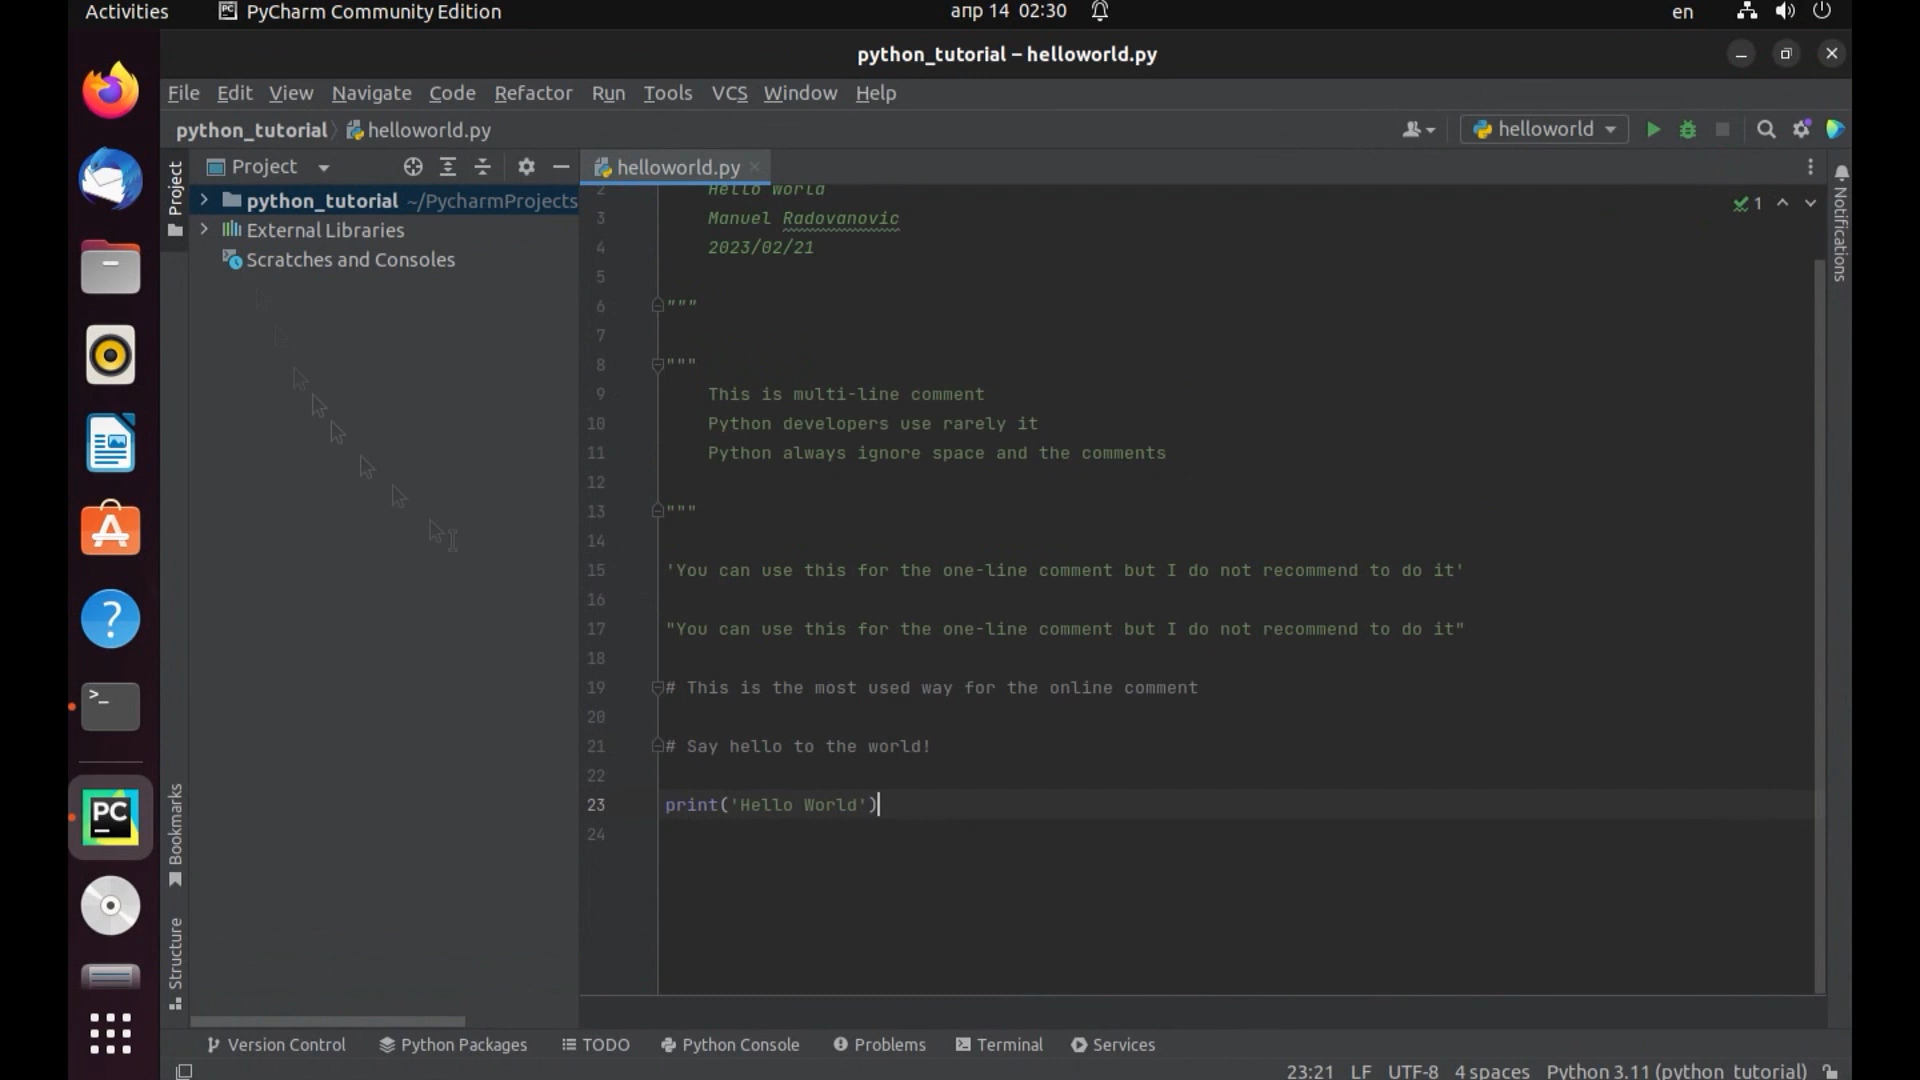 Activities PyCharm Community Edition апр 14 02:30 en
python_tutorial – helloworld.py
File Edit View Navigate Code Refactor Run Tools VCS Window Help
python_tutorial helloworld.py helloworld
Project Project helloworld.py Notifications
python_tutorial ~/PycharmProjects
External Libraries
Scratches and Consoles
1
2 Hello World
3 Manuel Radovanovic
4 2023/02/21
5
6 """
7
8 """
9 This is multi-line comment
10 Python developers use rarely it
11 Python always ignore space and the comments
12
13 """
14
15 'You can use this for the one-line comment but I do not recommend to do it'
16
17 "You can use this for the one-line comment but I do not recommend to do it"
18
19 # This is the most used way for the online comment
20
21 # Say hello to the world!
22
23 print('Hello World')
24
Bookmarks
Structure
PC
Version Control Python Packages TODO Python Console Problems Terminal Services
23:21 LF UTF-8 4 spaces Python 3.11 (python_tutorial)